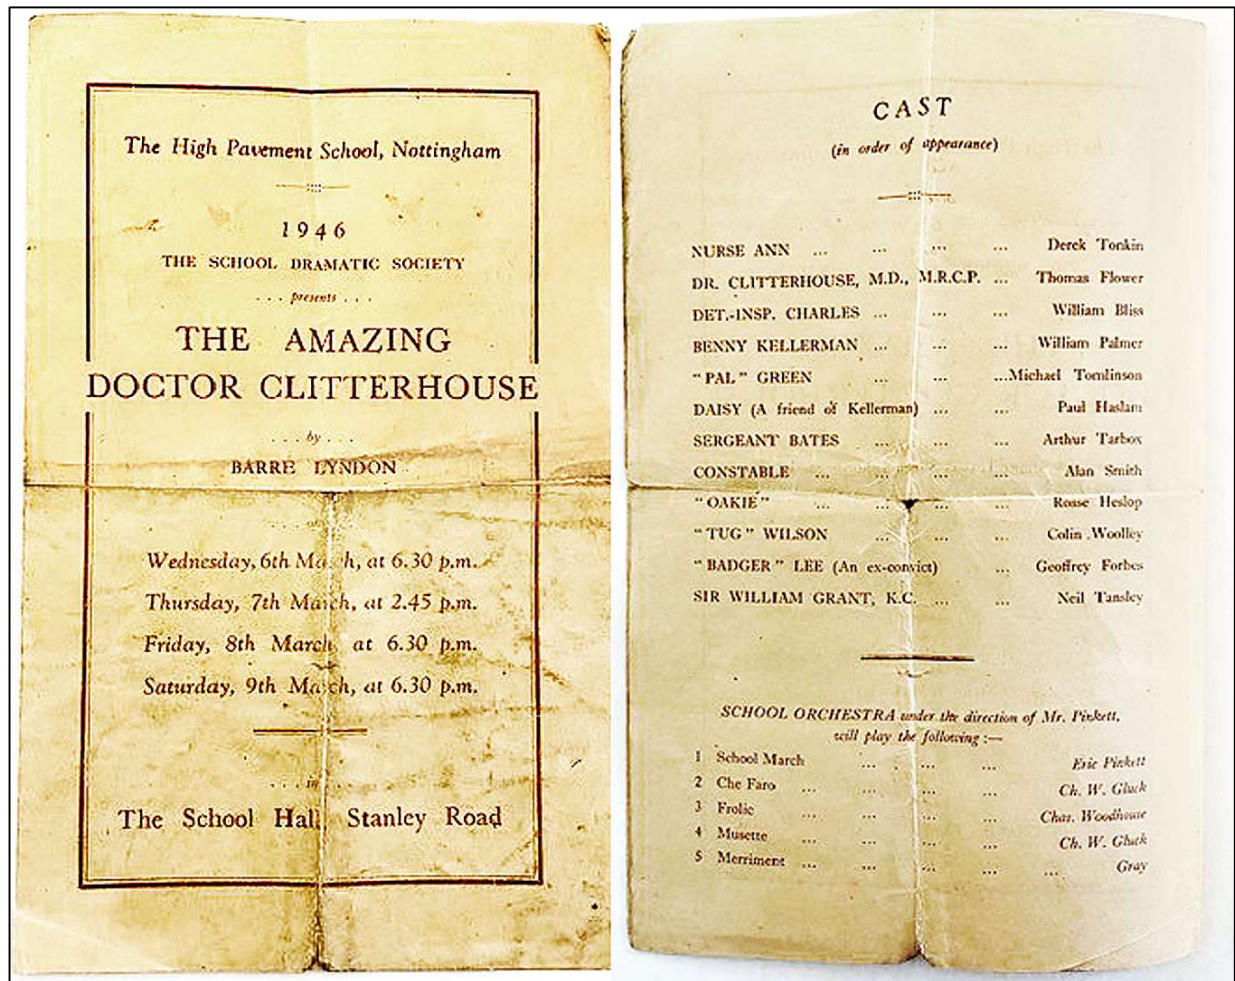 The High Pavement School, Nottingham
1946
THE SCHOOL DRAMATIC SOCIETY
... presents ...
THE AMAZING
DOCTOR CLITTERHOUSE
... by ...
BARRE LYNDON
on
Wednesday, 6th March, at 6.30 p.m.
Thursday, 7th March, at 2.45 p.m.
Friday, 8th March, at 6.30 p.m.
Saturday, 9th March, at 6.30 p.m.
... in ...
The School Hall, Stanley Road
CAST
(in order of appearance)
NURSE ANN ... ... ... ... Derek Tonkin
DR. CLITTERHOUSE, M.D., M.R.C.P. ... Thomas Flower
DET.-INSP. CHARLES ... ... ... William Bliss
BENNY KELLERMAN ... ... ... William Palmer
"PAL" GREEN ... ... ...Michael Tomlinson
DAISY (A friend of Kellerman) ... ... Paul Haslam
SERGEANT BATES ... ... ... Arthur Tarbox
CONSTABLE ... ... ... ... Alan Smith
"OAKIE" ... ... ... ... Rosse Heslop
"TUG" WILSON ... ... ... Colin Woolley
"BADGER" LEE (An ex-convict) ... Geoffrey Forbes
SIR WILLIAM GRANT, K.C. ... ... Neil Tansley
SCHOOL ORCHESTRA under the direction of Mr. Pinkett,
will play the following :—
1 School March ... ... ... Eric Pinkett
2 Che Faro ... ... ... ... Ch. W. Gluck
3 Frolic ... ... ... ... Chas. Woodhouse
4 Musette ... ... ... Ch. W. Gluck
5 Merriment ... ... ... ... Gray